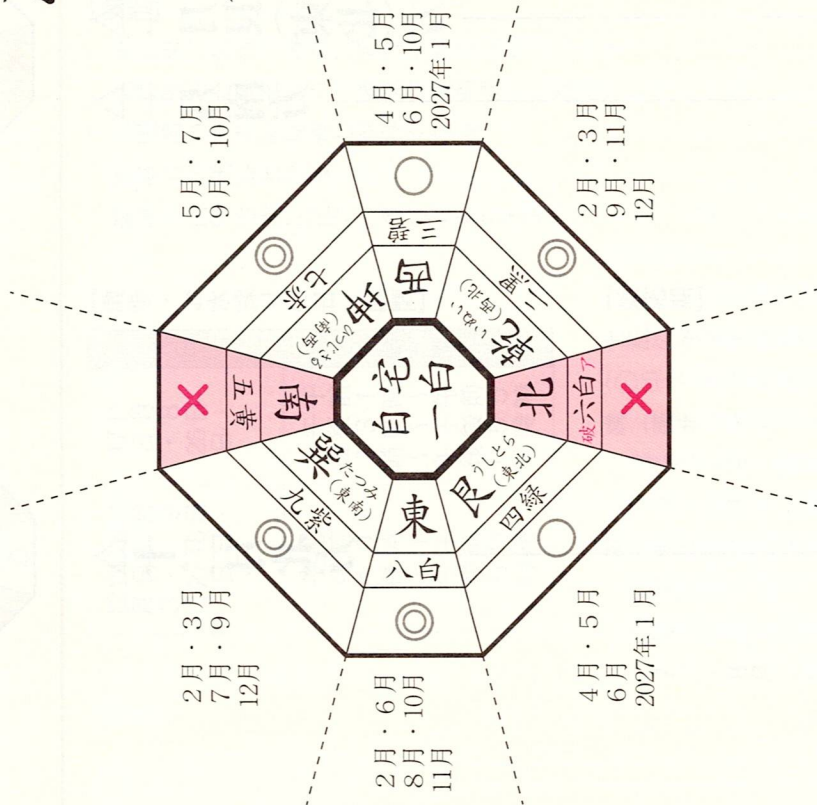 4月・5月
6月・10月
2027年1月
5月・7月
9月・10月
2月・3月
9月・11月
12月
三碧
西
七赤
坤
ひつじさる
(南西)
二黒
乾
いぬい
(西北)
五黄
南
自宅
一白
北
破六白ア
九紫
巽
たつみ
(東南)
東
八白
艮
うしとら
(東北)
四緑
2月・3月
7月・9月
12月
2月・6月
8月・10月
11月
4月・5月
6月
2027年1月